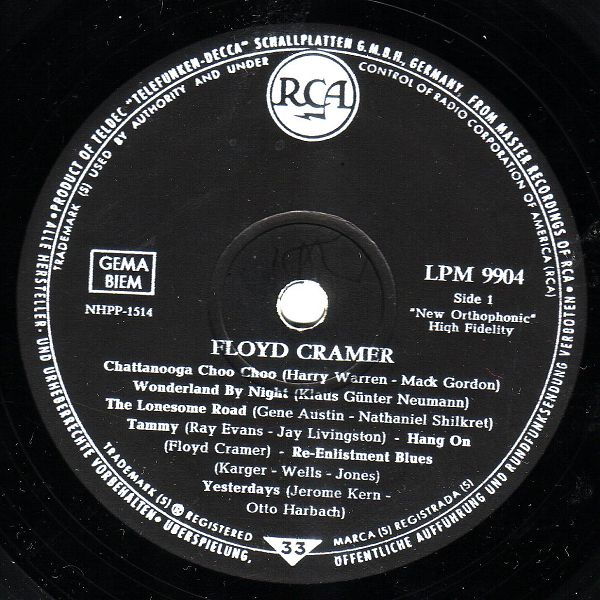 • PRODUCT OF TELDEC "TELEFUNKEN-DECCA" SCHALLPLATTEN G.M.B.H., GERMANY, FROM MASTER RECORDINGS OF RCA •
TRADEMARK (S) USED BY AUTHORITY AND UNDER CONTROL OF RADIO CORPORATION OF AMERICA (RCA)
RCA
GEMA
BIEM
NHPP-1514
LPM 9904
Side 1
"New Orthophonic"
High Fidelity
FLOYD CRAMER
Chattanooga Choo Choo (Harry Warren - Mack Gordon)
Wonderland By Night (Klaus Günter Neumann)
The Lonesome Road (Gene Austin - Nathaniel Shilkret)
Tammy (Ray Evans - Jay Livingston) - Hang On
(Floyd Cramer) - Re-Enlistment Blues
(Karger - Wells - Jones)
Yesterdays (Jerome Kern -
Otto Harbach)
TRADEMARK (S) ® REGISTERED
MARCA (S) REGISTRADA (S)
33
ALLE HERSTELLER- UND URHEBERRECHTE VORBEHALTEN • ÜBERSPIELUNG, ÖFFENTLICHE AUFFÜHRUNG UND RUNDFUNKSENDUNG VERBOTEN